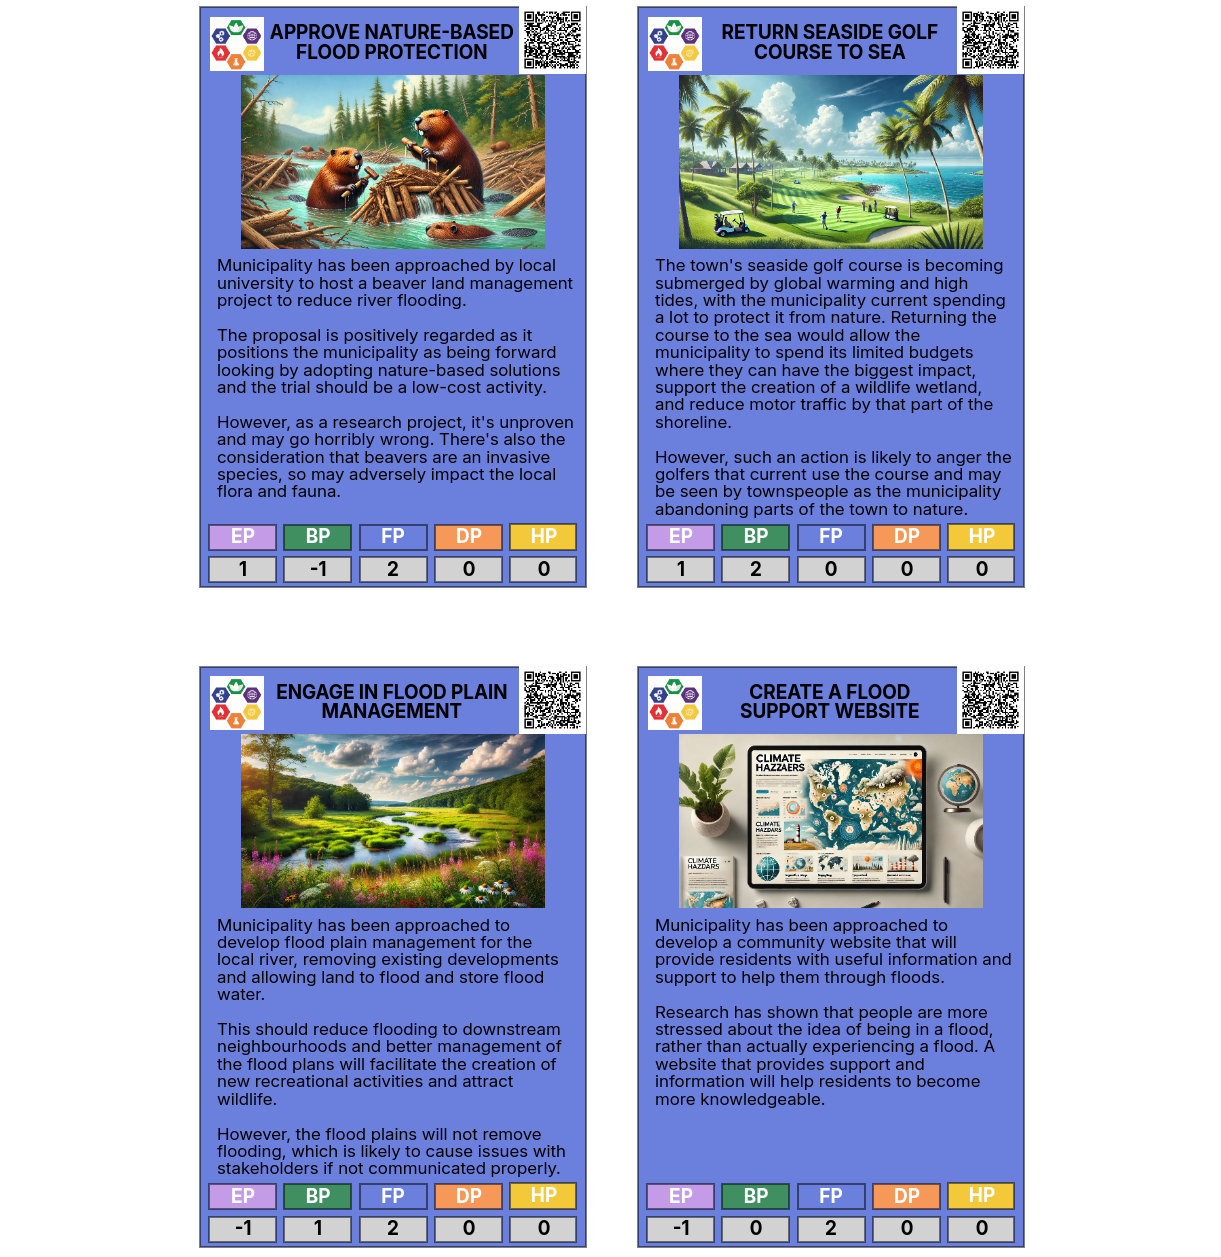 APPROVE NATURE-BASED
FLOOD PROTECTION
Municipality has been approached by local
university to host a beaver land management
project to reduce river flooding.
The proposal is positively regarded as it
positions the municipality as being forward
looking by adopting nature-based solutions
and the trial should be a low-cost activity.
However, as a research project, it's unproven
and may go horribly wrong. There's also the
consideration that beavers are an invasive
species, so may adversely impact the local
flora and fauna.
EP BP FP DP HP
1 -1 2 0 0
RETURN SEASIDE GOLF
COURSE TO SEA
The town's seaside golf course is becoming
submerged by global warming and high
tides, with the municipality current spending
a lot to protect it from nature. Returning the
course to the sea would allow the
municipality to spend its limited budgets
where they can have the biggest impact,
support the creation of a wildlife wetland,
and reduce motor traffic by that part of the
shoreline.
However, such an action is likely to anger the
golfers that current use the course and may
be seen by townspeople as the municipality
abandoning parts of the town to nature.
EP BP FP DP HP
1 2 0 0 0
ENGAGE IN FLOOD PLAIN
MANAGEMENT
Municipality has been approached to
develop flood plain management for the
local river, removing existing developments
and allowing land to flood and store flood
water.
This should reduce flooding to downstream
neighbourhoods and better management of
the flood plans will facilitate the creation of
new recreational activities and attract
wildlife.
However, the flood plains will not remove
flooding, which is likely to cause issues with
stakeholders if not communicated properly.
EP BP FP DP HP
-1 1 2 0 0
CREATE A FLOOD
SUPPORT WEBSITE
CLIMATE
HAZZAERS
CLIMATE
HAZDARS
CLIMATE
HAZDARS
Municipality has been approached to
develop a community website that will
provide residents with useful information and
support to help them through floods.
Research has shown that people are more
stressed about the idea of being in a flood,
rather than actually experiencing a flood. A
website that provides support and
information will help residents to become
more knowledgeable.
EP BP FP DP HP
-1 0 2 0 0